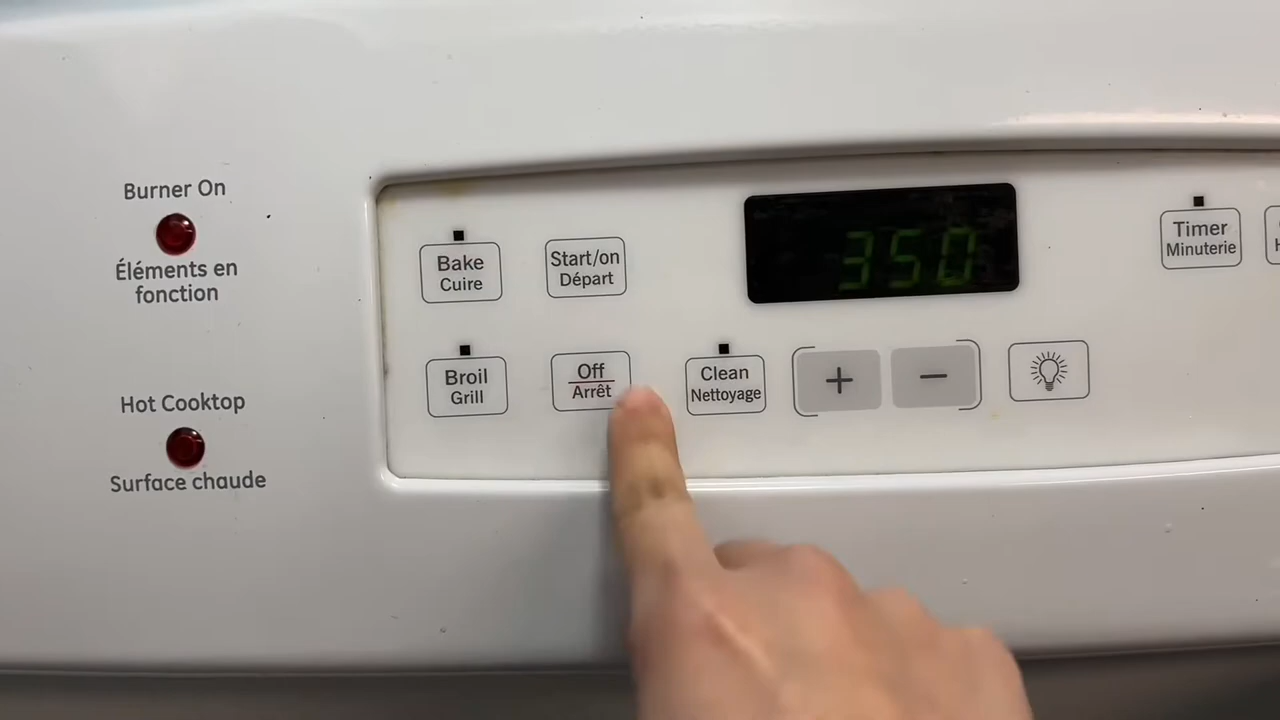 Burner On
Éléments en
fonction
Hot Cooktop
Surface chaude
Bake
Cuire
Start/on
Départ
350
Timer
Minuterie
Broil
Grill
Off
Arrêt
Clean
Nettoyage
+
−